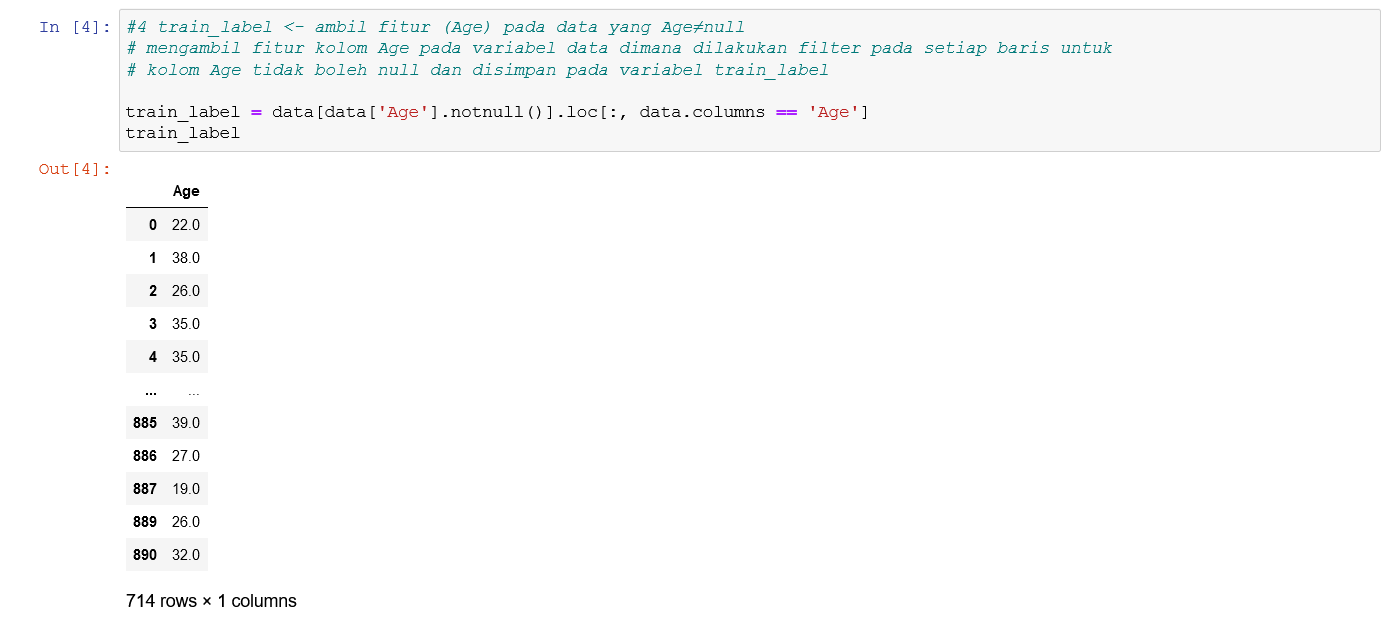 In [4]: #4 train_label <- ambil fitur (Age) pada data yang Age≠null
# mengambil fitur kolom Age pada variabel data dimana dilakukan filter pada setiap baris untuk
# kolom Age tidak boleh null dan disimpan pada variabel train_label
train_label = data[data['Age'].notnull()].loc[:, data.columns == 'Age']
train_label
Out[4]:
Age
0 22.0
1 38.0
2 26.0
3 35.0
4 35.0
... ...
885 39.0
886 27.0
887 19.0
889 26.0
890 32.0
714 rows × 1 columns